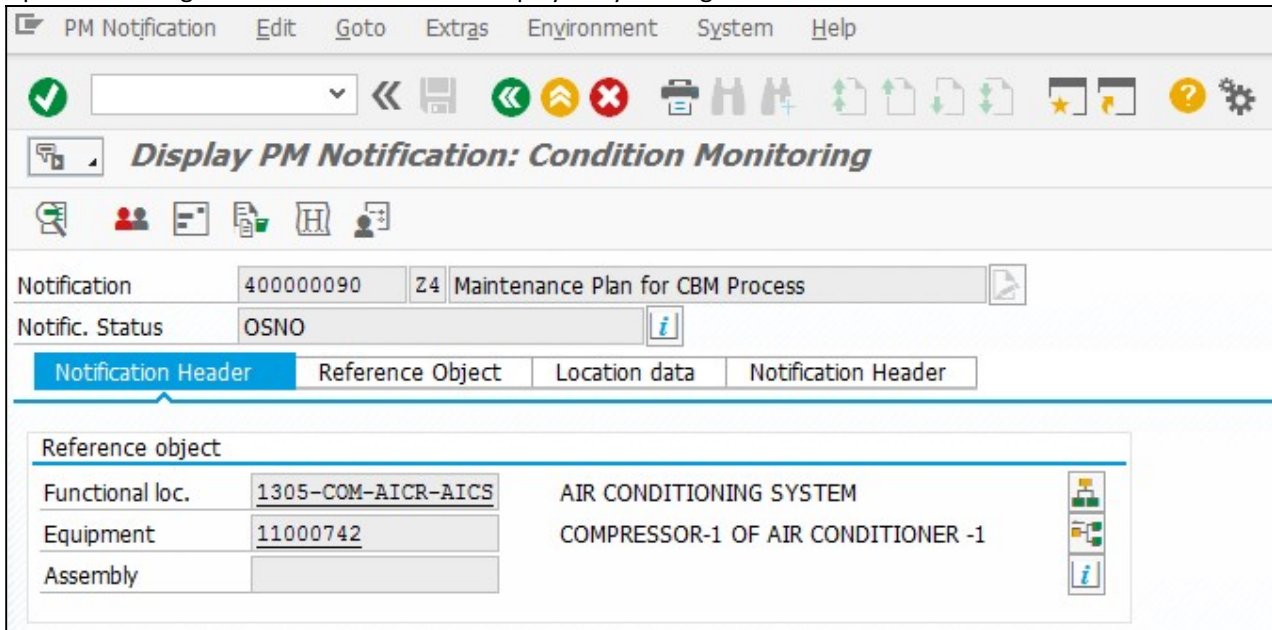 PM Notification Edit Goto Extras Environment System Help
Display PM Notification: Condition Monitoring
Notification 400000090 Z4 Maintenance Plan for CBM Process
Notific. Status OSNO
Notification Header Reference Object Location data Notification Header
Reference object
Functional loc. 1305-COM-AICR-AICS AIR CONDITIONING SYSTEM
Equipment 11000742 COMPRESSOR-1 OF AIR CONDITIONER -1
Assembly